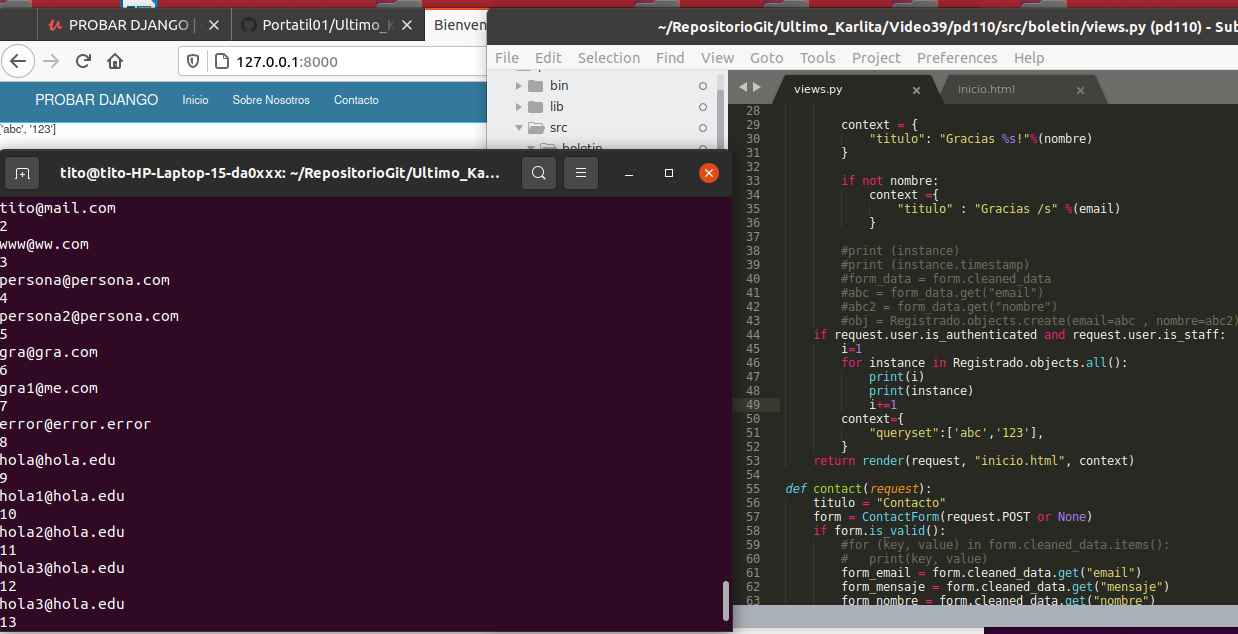 PROBAR DJANGO |
Portatil01/Ultimo_K
Bienven
127.0.0.1:8000
PROBAR DJANGO Inicio Sobre Nosotros Contacto
['abc', '123']
tito@tito-HP-Laptop-15-da0xxx: ~/RepositorioGit/Ultimo_Ka...
tito@mail.com
2
www@ww.com
3
persona@persona.com
4
persona2@persona.com
5
gra@gra.com
6
gra1@me.com
7
error@error.error
8
hola@hola.edu
9
hola1@hola.edu
10
hola2@hola.edu
11
hola3@hola.edu
12
hola3@hola.edu
13
~/RepositorioGit/Ultimo_Karlita/Video39/pd110/src/boletin/views.py (pd110) - Sub
File Edit Selection Find View Goto Tools Project Preferences Help
bin
lib
src
boletin
views.py
inicio.html
28
29 context = {
30 "titulo": "Gracias %s!"%(nombre)
31 }
32
33 if not nombre:
34 context ={
35 "titulo" : "Gracias /s" %(email)
36 }
37
38 #print (instance)
39 #print (instance.timestamp)
40 #form_data = form.cleaned_data
41 #abc = form_data.get("email")
42 #abc2 = form_data.get("nombre")
43 #obj = Registrado.objects.create(email=abc , nombre=abc2)
44 if request.user.is_authenticated and request.user.is_staff:
45 i=1
46 for instance in Registrado.objects.all():
47 print(i)
48 print(instance)
49 i+=1
50 context={
51 "queryset":['abc','123'],
52 }
53 return render(request, "inicio.html", context)
54
55 def contact(request):
56 titulo = "Contacto"
57 form = ContactForm(request.POST or None)
58 if form.is_valid():
59 #for (key, value) in form.cleaned_data.items():
60 # print(key, value)
61 form_email = form.cleaned_data.get("email")
62 form_mensaje = form.cleaned_data.get("mensaje")
63 form_nombre = form.cleaned_data.get("nombre")